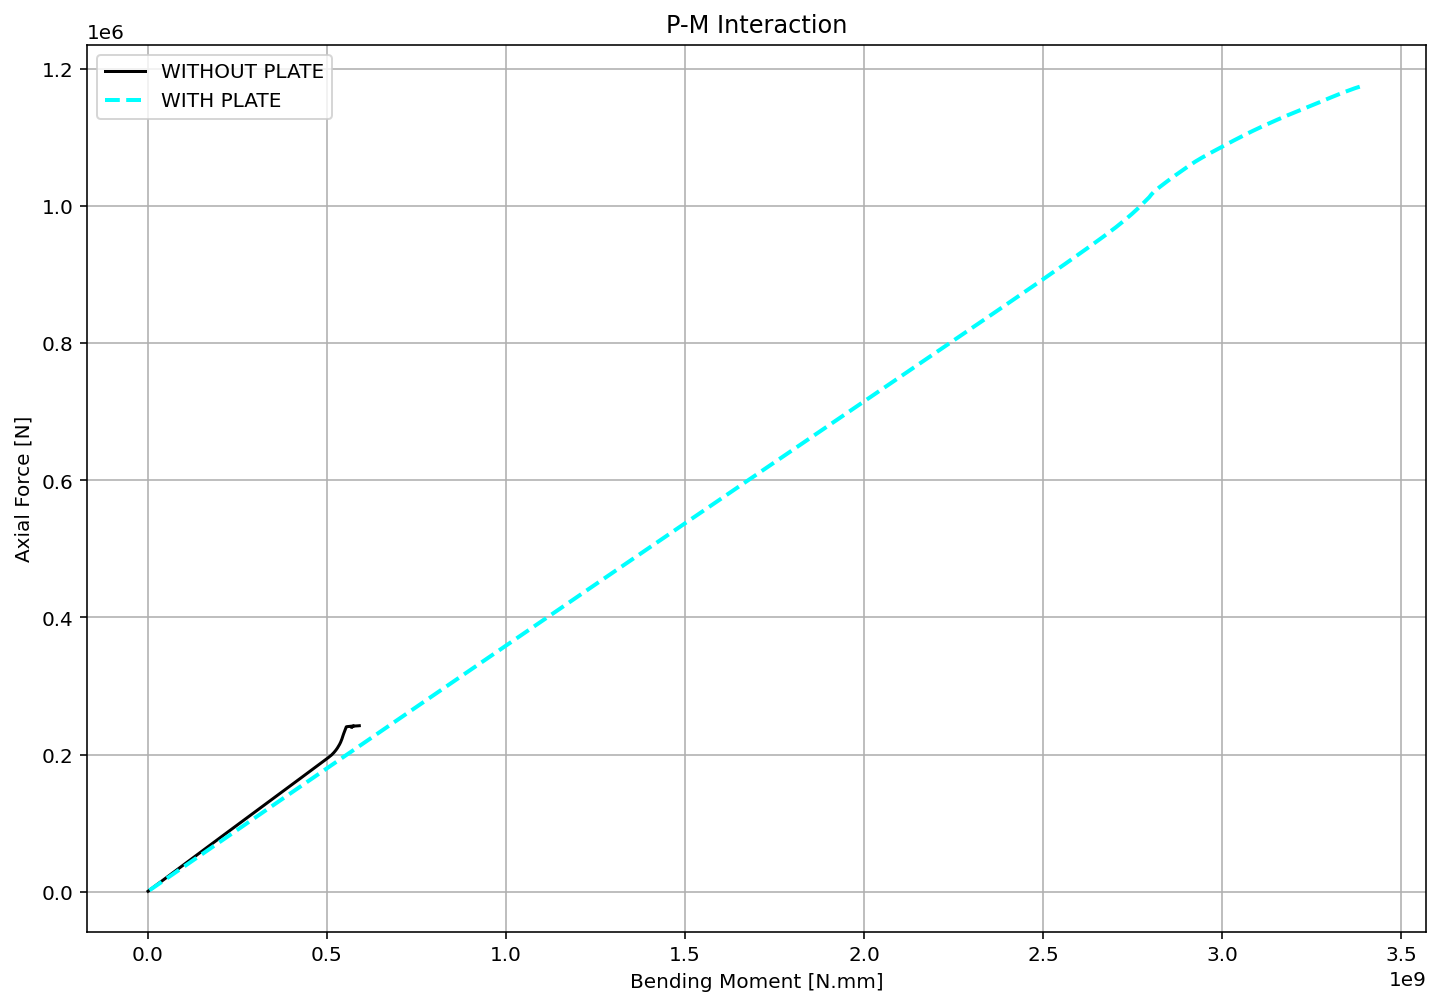 P-M Interaction
1e6
WITHOUT PLATE
WITH PLATE
1.2
1.0
0.8
0.6
0.4
0.2
0.0
Axial Force [N]
0.0 0.5 1.0 1.5 2.0 2.5 3.0 3.5
Bending Moment [N.mm]
1e9